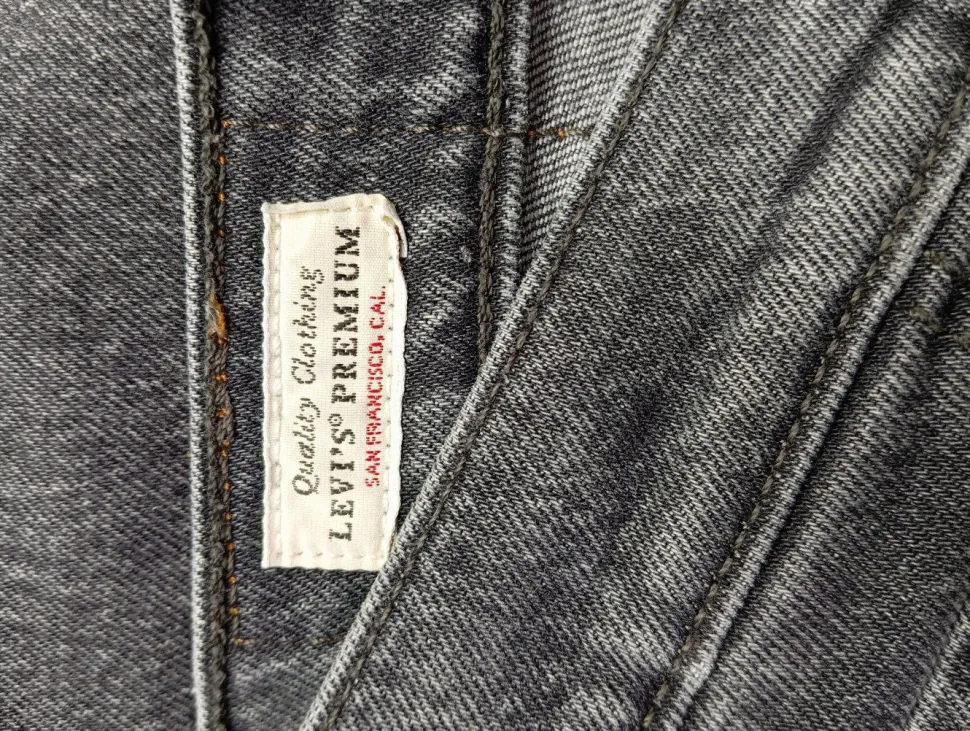 Quality Clothing
LEVI'S® PREMIUM
SAN FRANCISCO, CAL.